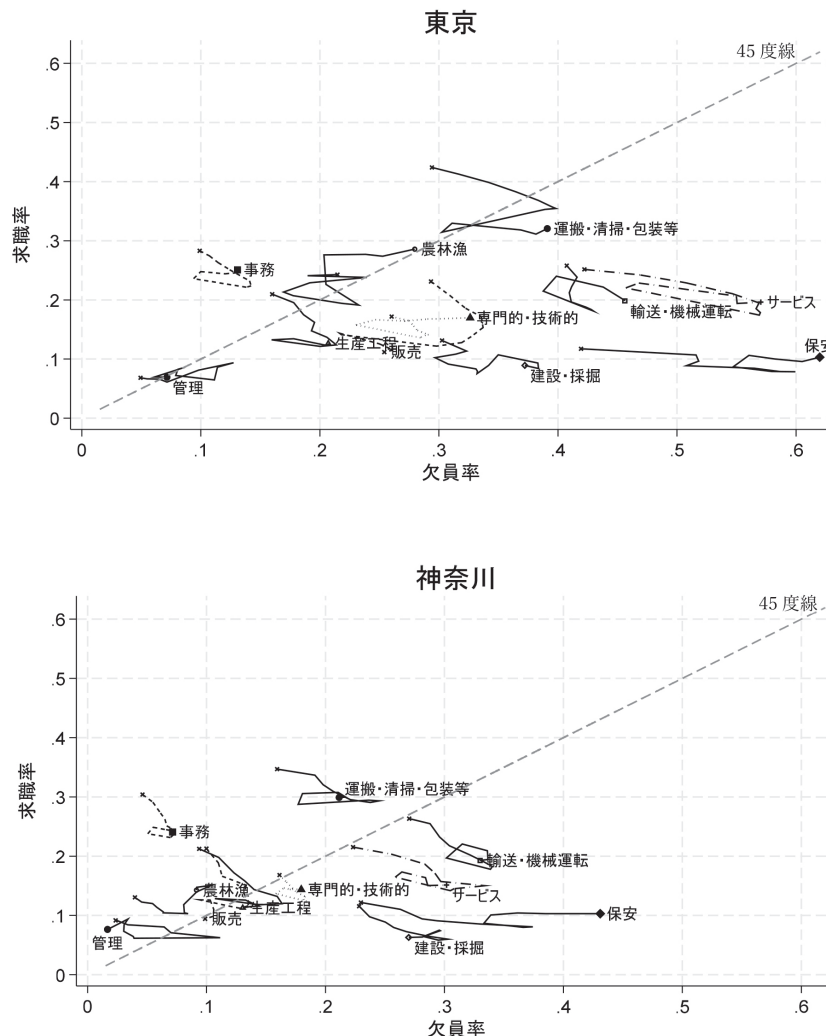 東京
45 度線
.6
.5
.4
.3
.2
.1
0
求職率
運搬・清掃・包装等
農林漁
事務
サービス
輸送・機械運転
専門的・技術的
生産工程
販売
保安
建設・採掘
管理
0
.1
.2
.3
.4
.5
.6
欠員率
神奈川
45 度線
.6
.5
.4
.3
.2
.1
0
求職率
運搬・清掃・包装等
事務
輸送・機械運転
農林漁
専門的・技術的
サービス
生産工程
販売
保安
管理
建設・採掘
0
.1
.2
.3
.4
.5
.6
欠員率